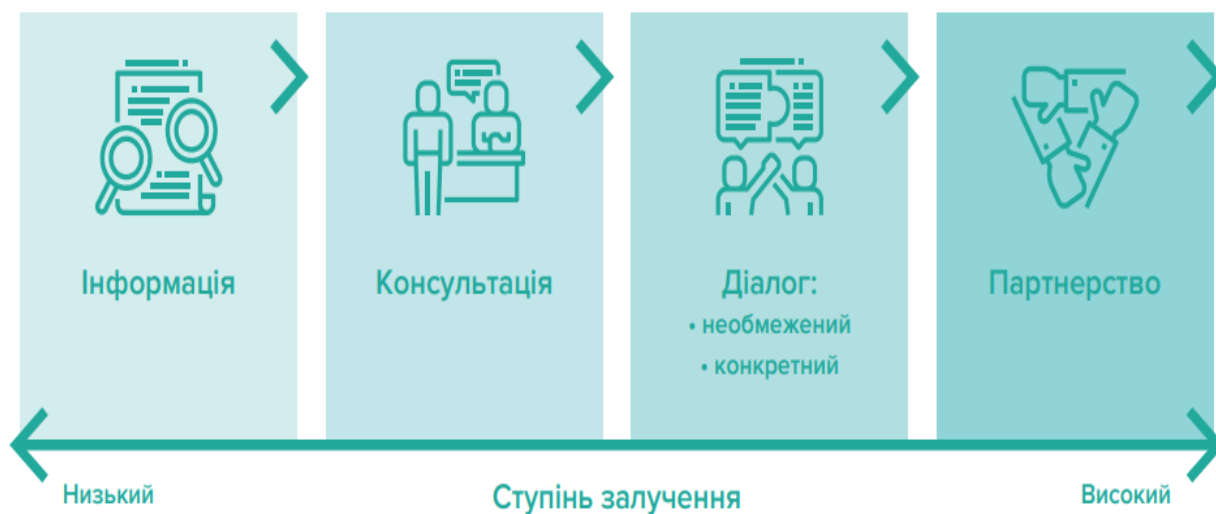 Інформація
Консультація
Діалог:
• необмежений
• конкретний
Партнерство
Низький
Ступінь залучення
Високий